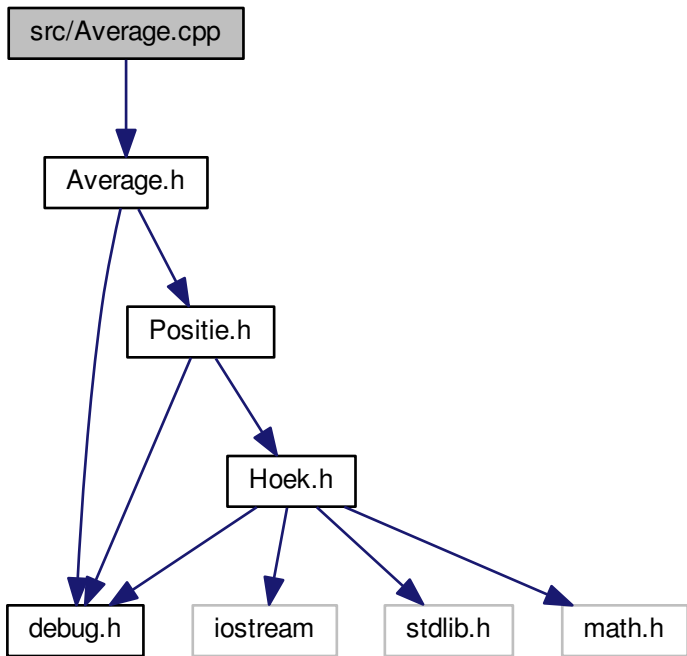 src/Average.cpp
Average.h
Positie.h
Hoek.h
debug.h
iostream
stdlib.h
math.h